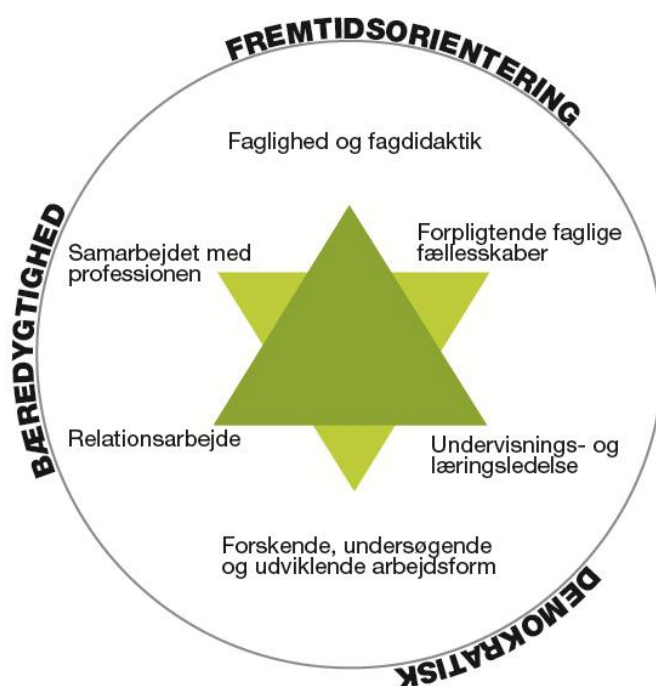 FREMTIDSORIENTERING
Faglighed og fagdidaktik
Samarbejdet med
professionen
Forpligtende faglige
fællesskaber
BÆREDYGTIGHED
Relationsarbejde
Undervisnings- og
læringsledelse
Forskende, undersøgende
og udviklende arbejdsform
DEMOKRATISK